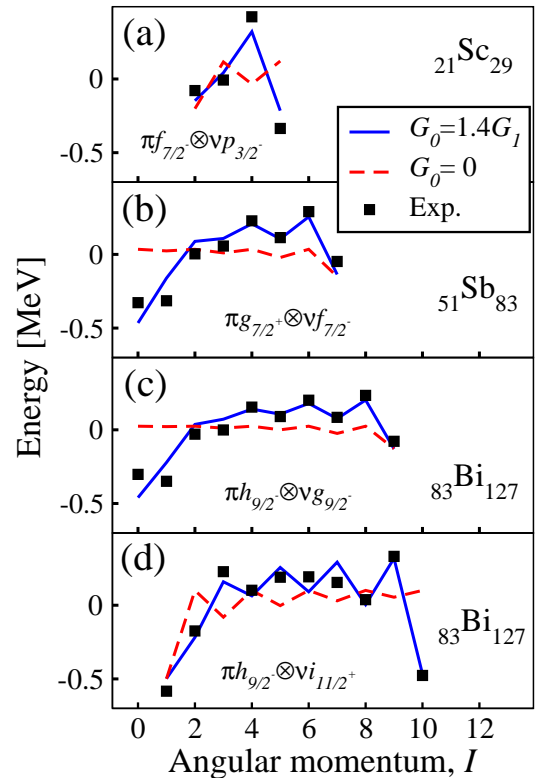 (a)
₂₁Sc₂₉
0
-0.5
πf₇/₂⁻⊗νp₃/₂⁻
G₀=1.4G₁
G₀= 0
Exp.
(b)
0
-0.5
₅₁Sb₈₃
πg₇/₂⁺⊗νf₇/₂⁻
(c)
0
-0.5
₈₃Bi₁₂₇
πh₉/₂⁻⊗νg₉/₂⁻
(d)
0
-0.5
₈₃Bi₁₂₇
πh₉/₂⁻⊗νi₁₁/₂⁺
Energy [MeV]
0 2 4 6 8 10 12
Angular momentum, I